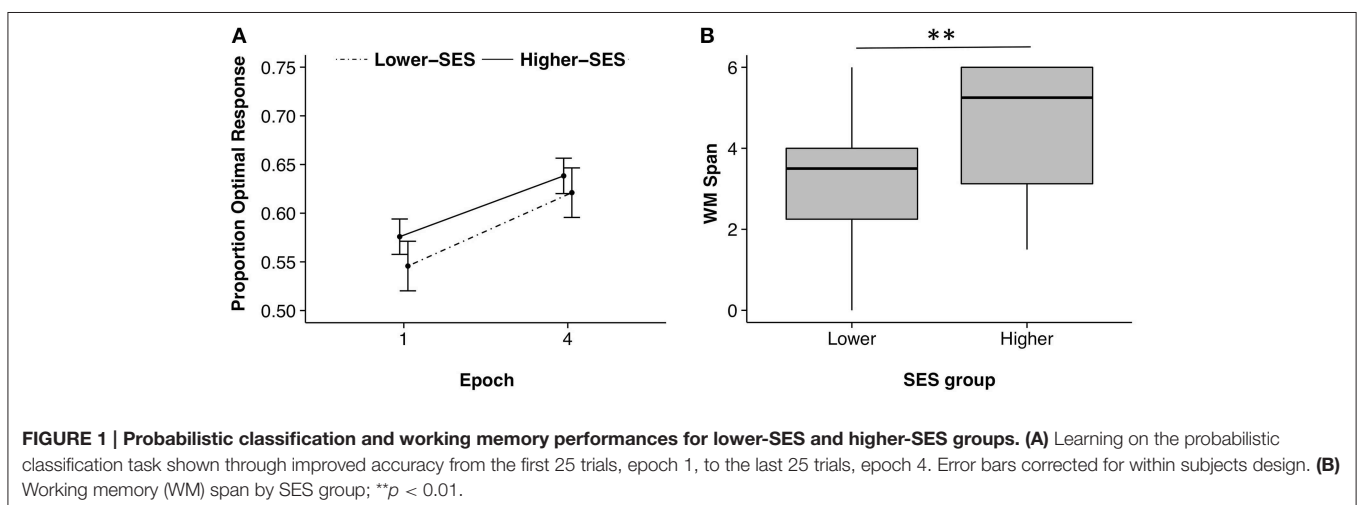 A
Lower–SES
Higher–SES
Proportion Optimal Response
0.75
0.70
0.65
0.60
0.55
0.50
1
4
Epoch
B
**
WM Span
6
4
2
0
Lower
Higher
SES group
FIGURE 1 | Probabilistic classification and working memory performances for lower-SES and higher-SES groups. (A) Learning on the probabilistic
classification task shown through improved accuracy from the first 25 trials, epoch 1, to the last 25 trials, epoch 4. Error bars corrected for within subjects design. (B)
Working memory (WM) span by SES group; **p < 0.01.